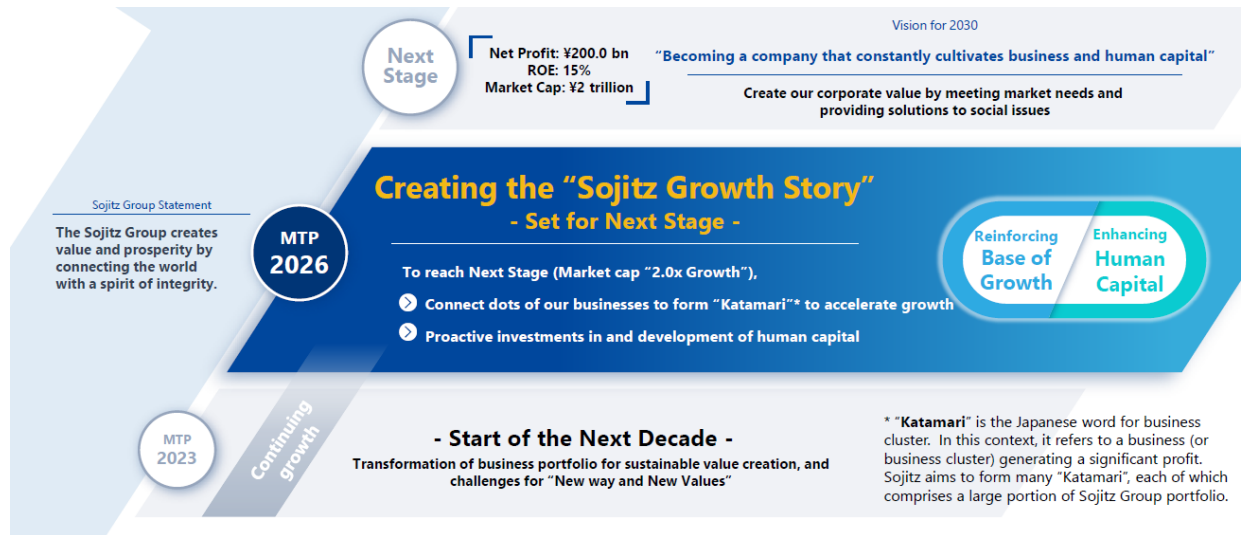 Vision for 2030
Next
Stage
Net Profit: ¥200.0 bn
ROE: 15%
Market Cap: ¥2 trillion
“Becoming a company that constantly cultivates business and human capital”
Create our corporate value by meeting market needs and
providing solutions to social issues
Sojitz Group Statement
The Sojitz Group creates
value and prosperity by
connecting the world
with a spirit of integrity.
MTP
2026
Creating the “Sojitz Growth Story”
- Set for Next Stage -
To reach Next Stage (Market cap “2.0x Growth”),
Connect dots of our businesses to form “Katamari”* to accelerate growth
Proactive investments in and development of human capital
Reinforcing
Base of
Growth
Enhancing
Human
Capital
MTP
2023
Continuing
growth
- Start of the Next Decade -
Transformation of business portfolio for sustainable value creation, and
challenges for “New way and New Values”
* “Katamari” is the Japanese word for business
cluster. In this context, it refers to a business (or
business cluster) generating a significant profit.
Sojitz aims to form many “Katamari”, each of which
comprises a large portion of Sojitz Group portfolio.